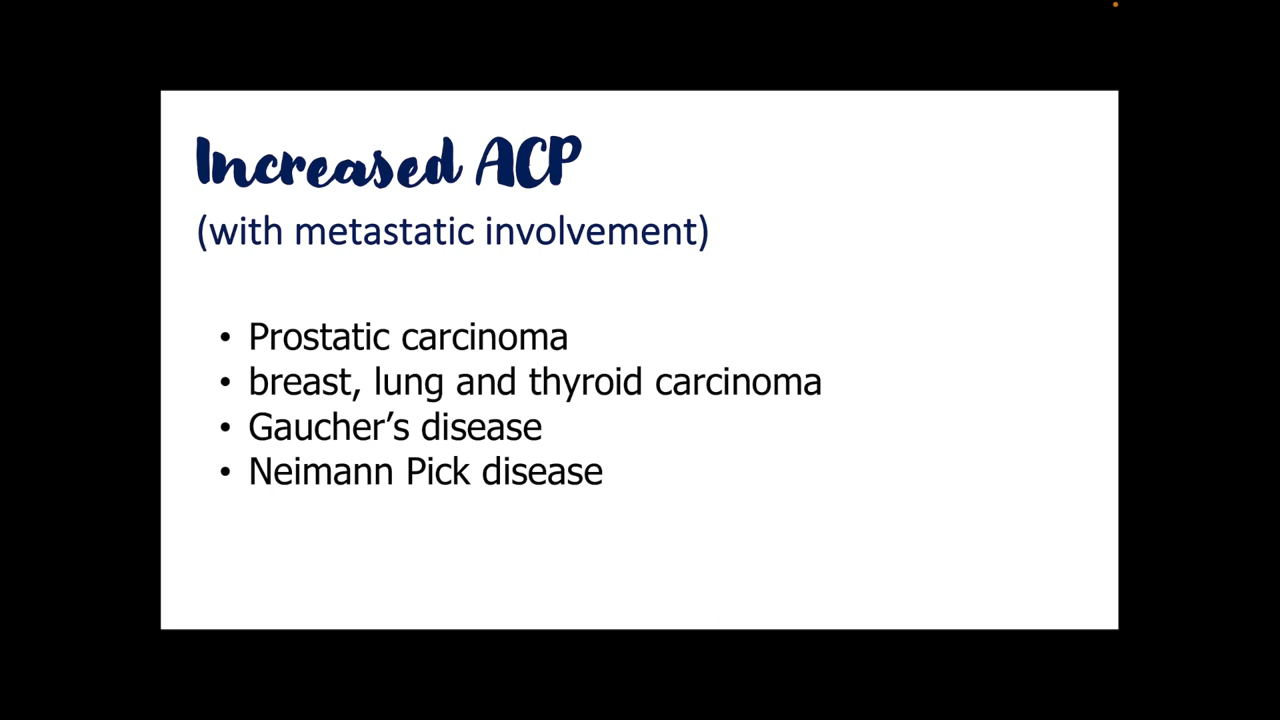 Increased ACP
(with metastatic involvement)
• Prostatic carcinoma
• breast, lung and thyroid carcinoma
• Gaucher’s disease
• Neimann Pick disease